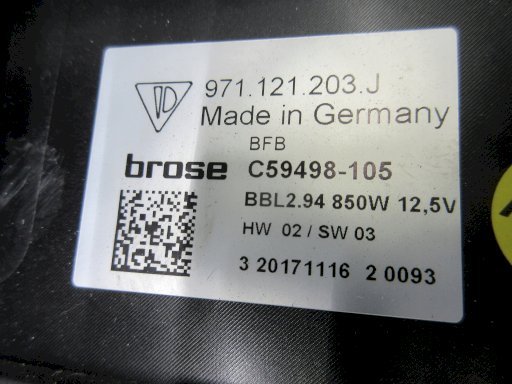 971.121.203.J
Made in Germany
BFB
brose C59498-105
BBL2.94 850W 12,5V
HW 02 / SW 03
3 20171116 2 0093